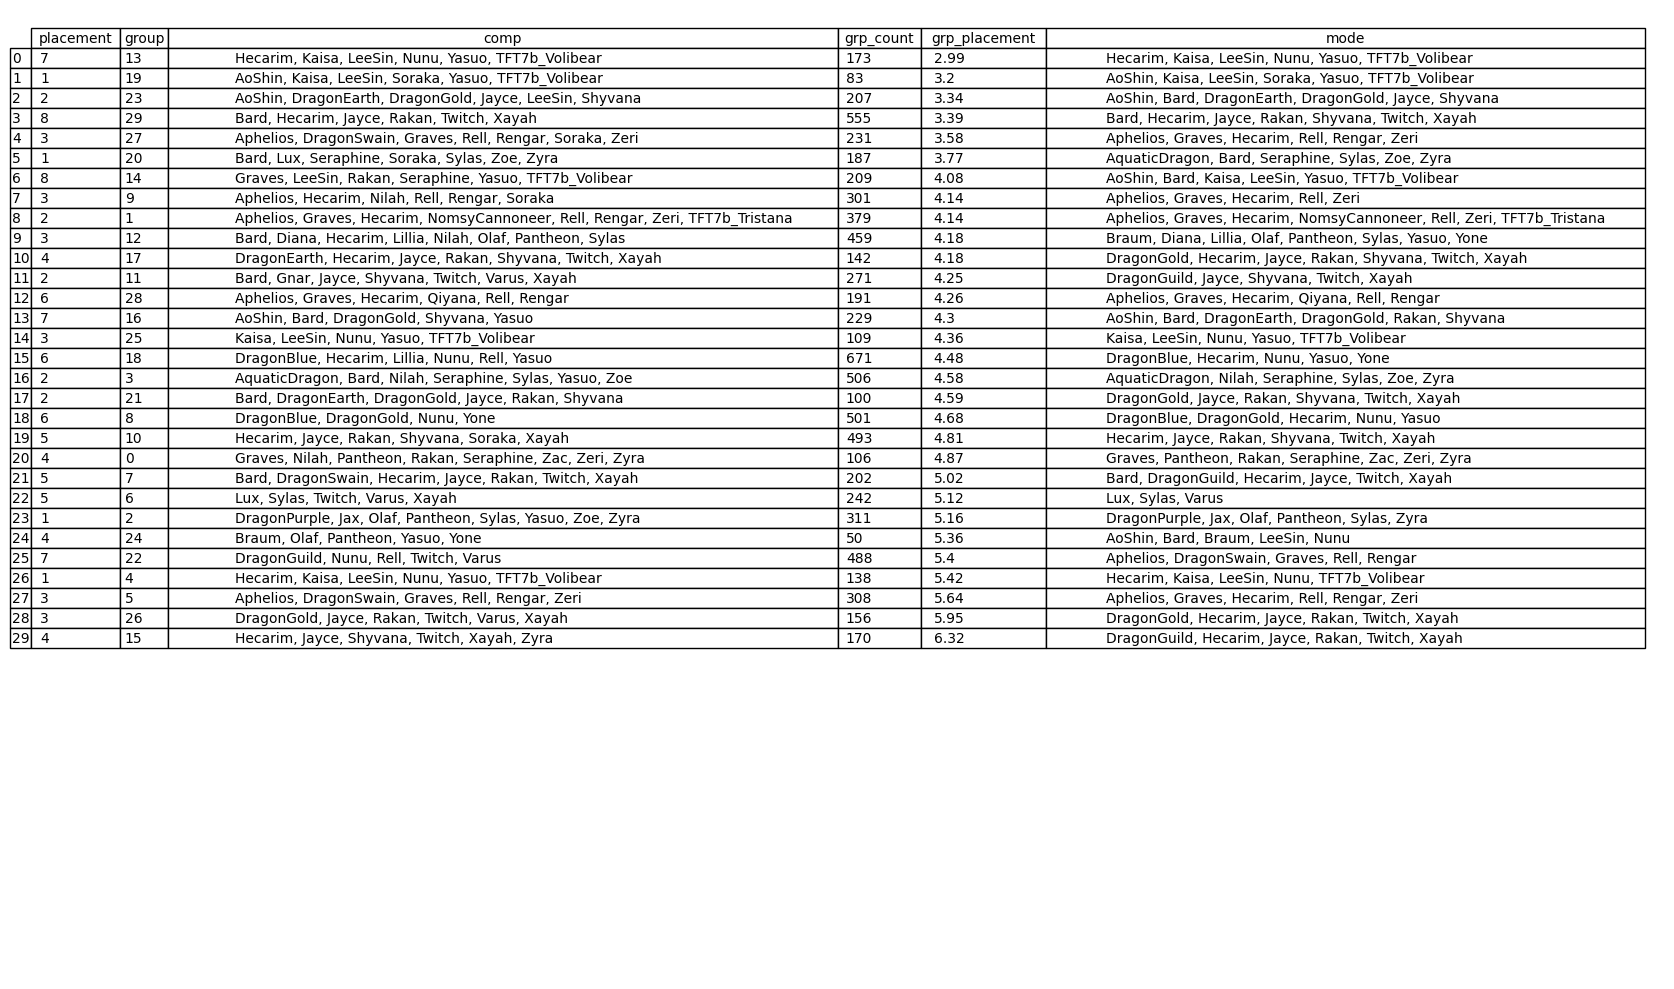 placement group comp grp_count grp_placement mode
0 7 13 Hecarim, Kaisa, LeeSin, Nunu, Yasuo, TFT7b_Volibear 173 2.99 Hecarim, Kaisa, LeeSin, Nunu, Yasuo, TFT7b_Volibear
1 1 19 AoShin, Kaisa, LeeSin, Soraka, Yasuo, TFT7b_Volibear 83 3.2 AoShin, Kaisa, LeeSin, Soraka, Yasuo, TFT7b_Volibear
2 2 23 AoShin, DragonEarth, DragonGold, Jayce, LeeSin, Shyvana 207 3.34 AoShin, Bard, DragonEarth, DragonGold, Jayce, Shyvana
3 8 29 Bard, Hecarim, Jayce, Rakan, Twitch, Xayah 555 3.39 Bard, Hecarim, Jayce, Rakan, Shyvana, Twitch, Xayah
4 3 27 Aphelios, DragonSwain, Graves, Rell, Rengar, Soraka, Zeri 231 3.58 Aphelios, Graves, Hecarim, Rell, Rengar, Zeri
5 1 20 Bard, Lux, Seraphine, Soraka, Sylas, Zoe, Zyra 187 3.77 AquaticDragon, Bard, Seraphine, Sylas, Zoe, Zyra
6 8 14 Graves, LeeSin, Rakan, Seraphine, Yasuo, TFT7b_Volibear 209 4.08 AoShin, Bard, Kaisa, LeeSin, Yasuo, TFT7b_Volibear
7 3 9 Aphelios, Hecarim, Nilah, Rell, Rengar, Soraka 301 4.14 Aphelios, Graves, Hecarim, Rell, Zeri
8 2 1 Aphelios, Graves, Hecarim, NomsyCannoneer, Rell, Rengar, Zeri, TFT7b_Tristana 379 4.14 Aphelios, Graves, Hecarim, NomsyCannoneer, Rell, Zeri, TFT7b_Tristana
9 3 12 Bard, Diana, Hecarim, Lillia, Nilah, Olaf, Pantheon, Sylas 459 4.18 Braum, Diana, Lillia, Olaf, Pantheon, Sylas, Yasuo, Yone
10 4 17 DragonEarth, Hecarim, Jayce, Rakan, Shyvana, Twitch, Xayah 142 4.18 DragonGold, Hecarim, Jayce, Rakan, Shyvana, Twitch, Xayah
11 2 11 Bard, Gnar, Jayce, Shyvana, Twitch, Varus, Xayah 271 4.25 DragonGuild, Jayce, Shyvana, Twitch, Xayah
12 6 28 Aphelios, Graves, Hecarim, Qiyana, Rell, Rengar 191 4.26 Aphelios, Graves, Hecarim, Qiyana, Rell, Rengar
13 7 16 AoShin, Bard, DragonGold, Shyvana, Yasuo 229 4.3 AoShin, Bard, DragonEarth, DragonGold, Rakan, Shyvana
14 3 25 Kaisa, LeeSin, Nunu, Yasuo, TFT7b_Volibear 109 4.36 Kaisa, LeeSin, Nunu, Yasuo, TFT7b_Volibear
15 6 18 DragonBlue, Hecarim, Lillia, Nunu, Rell, Yasuo 671 4.48 DragonBlue, Hecarim, Nunu, Yasuo, Yone
16 2 3 AquaticDragon, Bard, Nilah, Seraphine, Sylas, Yasuo, Zoe 506 4.58 AquaticDragon, Nilah, Seraphine, Sylas, Zoe, Zyra
17 2 21 Bard, DragonEarth, DragonGold, Jayce, Rakan, Shyvana 100 4.59 DragonGold, Jayce, Rakan, Shyvana, Twitch, Xayah
18 6 8 DragonBlue, DragonGold, Nunu, Yone 501 4.68 DragonBlue, DragonGold, Hecarim, Nunu, Yasuo
19 5 10 Hecarim, Jayce, Rakan, Shyvana, Soraka, Xayah 493 4.81 Hecarim, Jayce, Rakan, Shyvana, Twitch, Xayah
20 4 0 Graves, Nilah, Pantheon, Rakan, Seraphine, Zac, Zeri, Zyra 106 4.87 Graves, Pantheon, Rakan, Seraphine, Zac, Zeri, Zyra
21 5 7 Bard, DragonSwain, Hecarim, Jayce, Rakan, Twitch, Xayah 202 5.02 Bard, DragonGuild, Hecarim, Jayce, Twitch, Xayah
22 5 6 Lux, Sylas, Twitch, Varus, Xayah 242 5.12 Lux, Sylas, Varus
23 1 2 DragonPurple, Jax, Olaf, Pantheon, Sylas, Yasuo, Zoe, Zyra 311 5.16 DragonPurple, Jax, Olaf, Pantheon, Sylas, Zyra
24 4 24 Braum, Olaf, Pantheon, Yasuo, Yone 50 5.36 AoShin, Bard, Braum, LeeSin, Nunu
25 7 22 DragonGuild, Nunu, Rell, Twitch, Varus 488 5.4 Aphelios, DragonSwain, Graves, Rell, Rengar
26 1 4 Hecarim, Kaisa, LeeSin, Nunu, Yasuo, TFT7b_Volibear 138 5.42 Hecarim, Kaisa, LeeSin, Nunu, TFT7b_Volibear
27 3 5 Aphelios, DragonSwain, Graves, Rell, Rengar, Zeri 308 5.64 Aphelios, Graves, Hecarim, Rell, Rengar, Zeri
28 3 26 DragonGold, Jayce, Rakan, Twitch, Varus, Xayah 156 5.95 DragonGold, Hecarim, Jayce, Rakan, Twitch, Xayah
29 4 15 Hecarim, Jayce, Shyvana, Twitch, Xayah, Zyra 170 6.32 DragonGuild, Hecarim, Jayce, Rakan, Twitch, Xayah